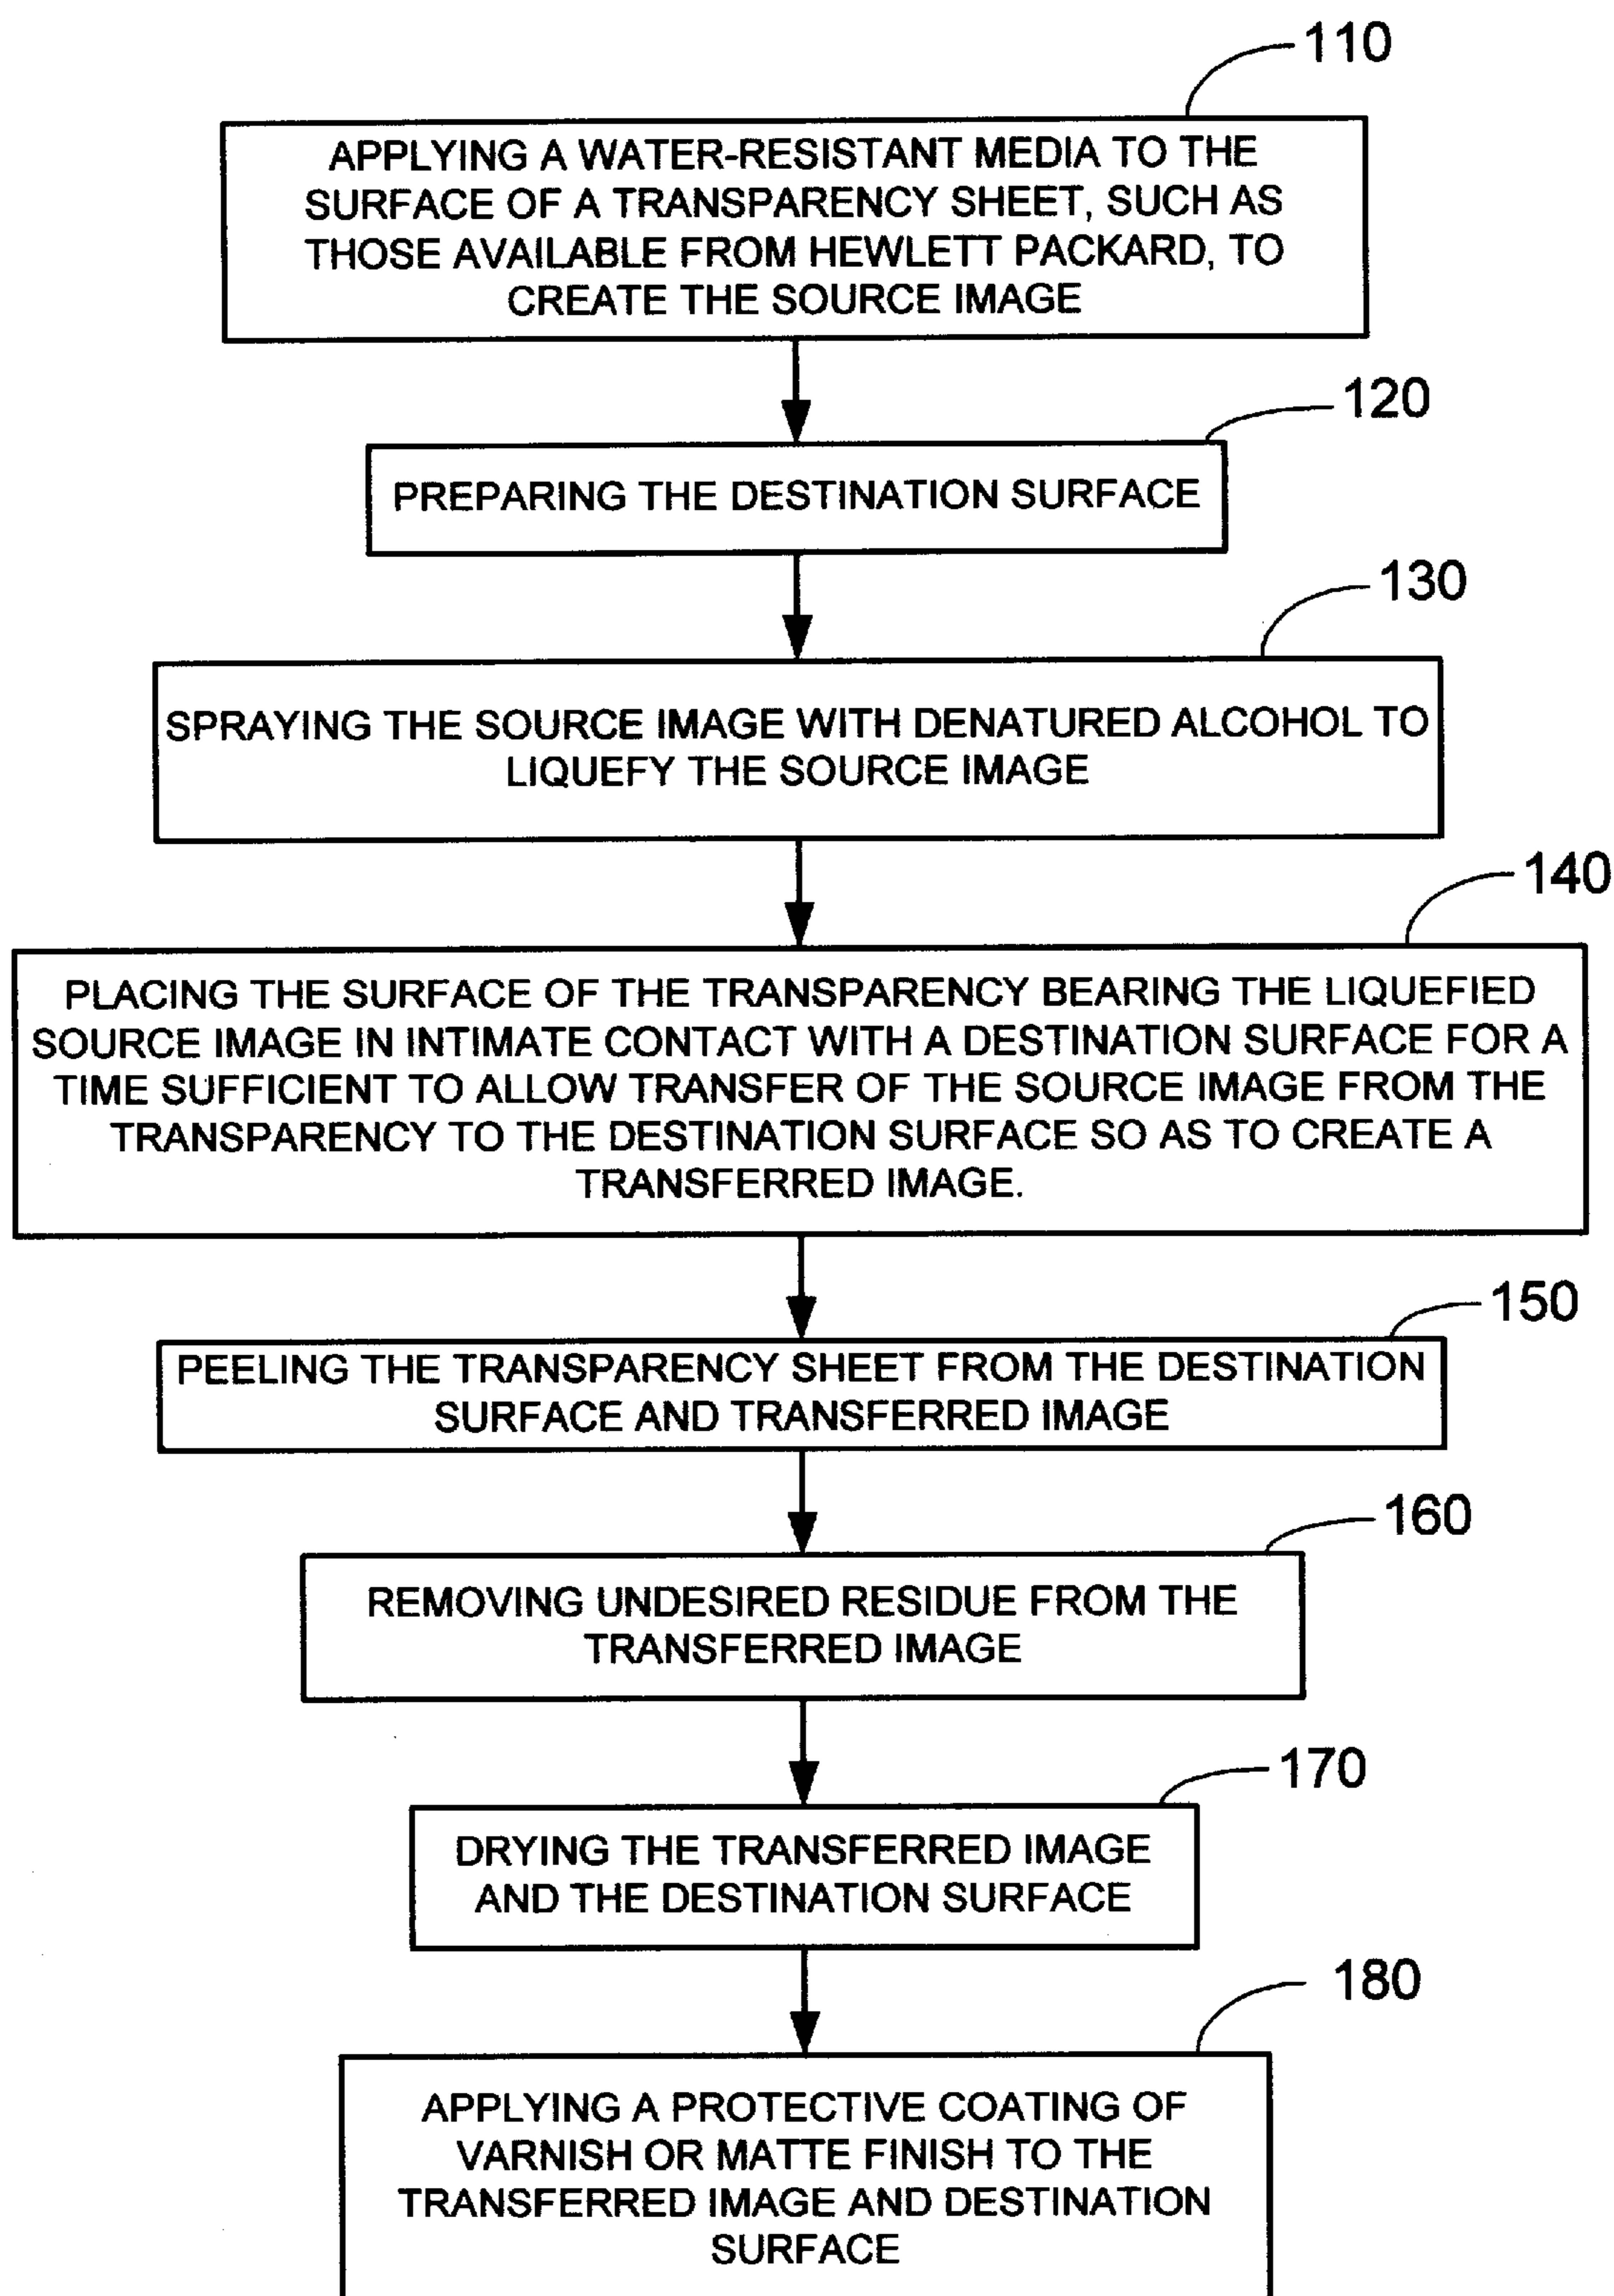 110
APPLYING A WATER-RESISTANT MEDIA TO THE
SURFACE OF A TRANSPARENCY SHEET, SUCH AS
THOSE AVAILABLE FROM HEWLETT PACKARD, TO
CREATE THE SOURCE IMAGE
120
PREPARING THE DESTINATION SURFACE
130
SPRAYING THE SOURCE IMAGE WITH DENATURED ALCOHOL TO
LIQUEFY THE SOURCE IMAGE
140
PLACING THE SURFACE OF THE TRANSPARENCY BEARING THE LIQUEFIED
SOURCE IMAGE IN INTIMATE CONTACT WITH A DESTINATION SURFACE FOR A
TIME SUFFICIENT TO ALLOW TRANSFER OF THE SOURCE IMAGE FROM THE
TRANSPARENCY TO THE DESTINATION SURFACE SO AS TO CREATE A
TRANSFERRED IMAGE.
150
PEELING THE TRANSPARENCY SHEET FROM THE DESTINATION
SURFACE AND TRANSFERRED IMAGE
160
REMOVING UNDESIRED RESIDUE FROM THE
TRANSFERRED IMAGE
170
DRYING THE TRANSFERRED IMAGE
AND THE DESTINATION SURFACE
180
APPLYING A PROTECTIVE COATING OF
VARNISH OR MATTE FINISH TO THE
TRANSFERRED IMAGE AND DESTINATION
SURFACE